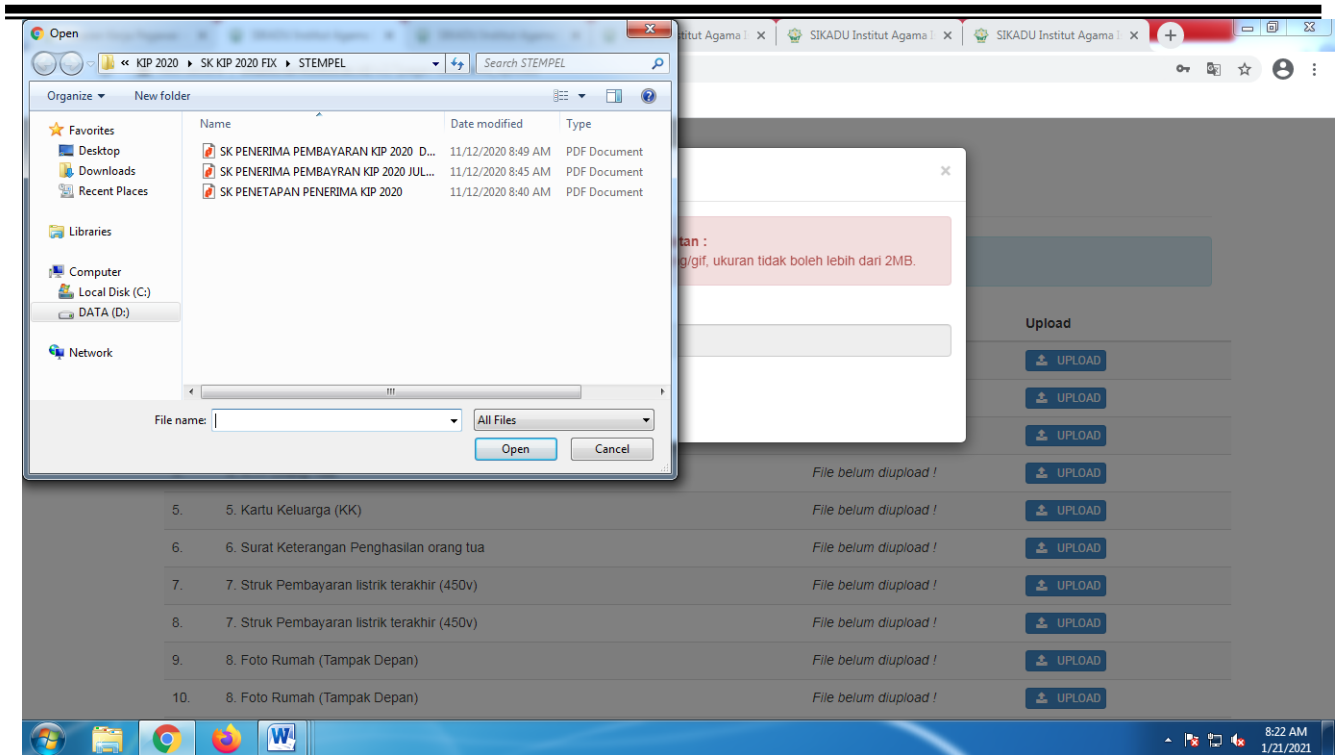 Open
stitut Agama I
SIKADU Institut Agama I
SIKADU Institut Agama I
« KIP 2020 ▸ SK KIP 2020 FIX ▸ STEMPEL
Search STEMPEL
Organize
New folder
Favorites
Desktop
Downloads
Recent Places
Libraries
Computer
Local Disk (C:)
DATA (D:)
Network
Name Date modified Type
SK PENERIMA PEMBAYARAN KIP 2020 D... 11/12/2020 8:49 AM PDF Document
SK PENERIMA PEMBAYRAN KIP 2020 JUL... 11/12/2020 8:45 AM PDF Document
SK PENETAPAN PENERIMA KIP 2020 11/12/2020 8:40 AM PDF Document
File name:
All Files
Open
Cancel
tan :
g/gif, ukuran tidak boleh lebih dari 2MB.
Upload
UPLOAD
UPLOAD
UPLOAD
File belum diupload ! UPLOAD
5. 5. Kartu Keluarga (KK) File belum diupload ! UPLOAD
6. 6. Surat Keterangan Penghasilan orang tua File belum diupload ! UPLOAD
7. 7. Struk Pembayaran listrik terakhir (450v) File belum diupload ! UPLOAD
8. 7. Struk Pembayaran listrik terakhir (450v) File belum diupload ! UPLOAD
9. 8. Foto Rumah (Tampak Depan) File belum diupload ! UPLOAD
10. 8. Foto Rumah (Tampak Depan) File belum diupload ! UPLOAD
8:22 AM
1/21/2021